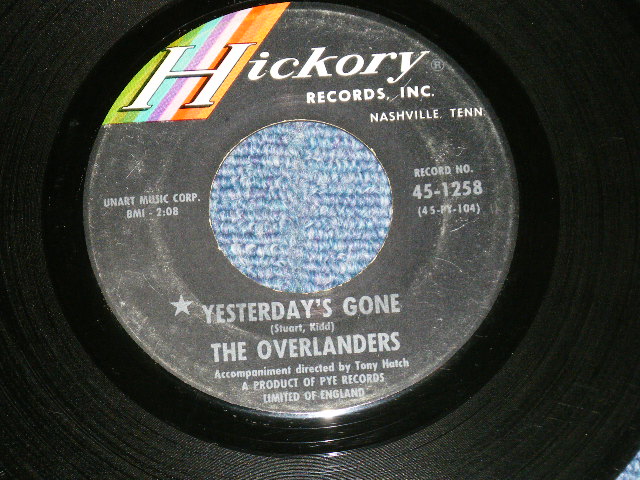 Hickory®
RECORDS, INC.
NASHVILLE, TENN.
UNART MUSIC CORP.
BMI - 2:08
RECORD NO.
45-1258
(45-PY-104)
★ YESTERDAY'S GONE
(Stuart, Kidd)
THE OVERLANDERS
Accompaniment directed by Tony Hatch
A PRODUCT OF PYE RECORDS
LIMITED OF ENGLAND